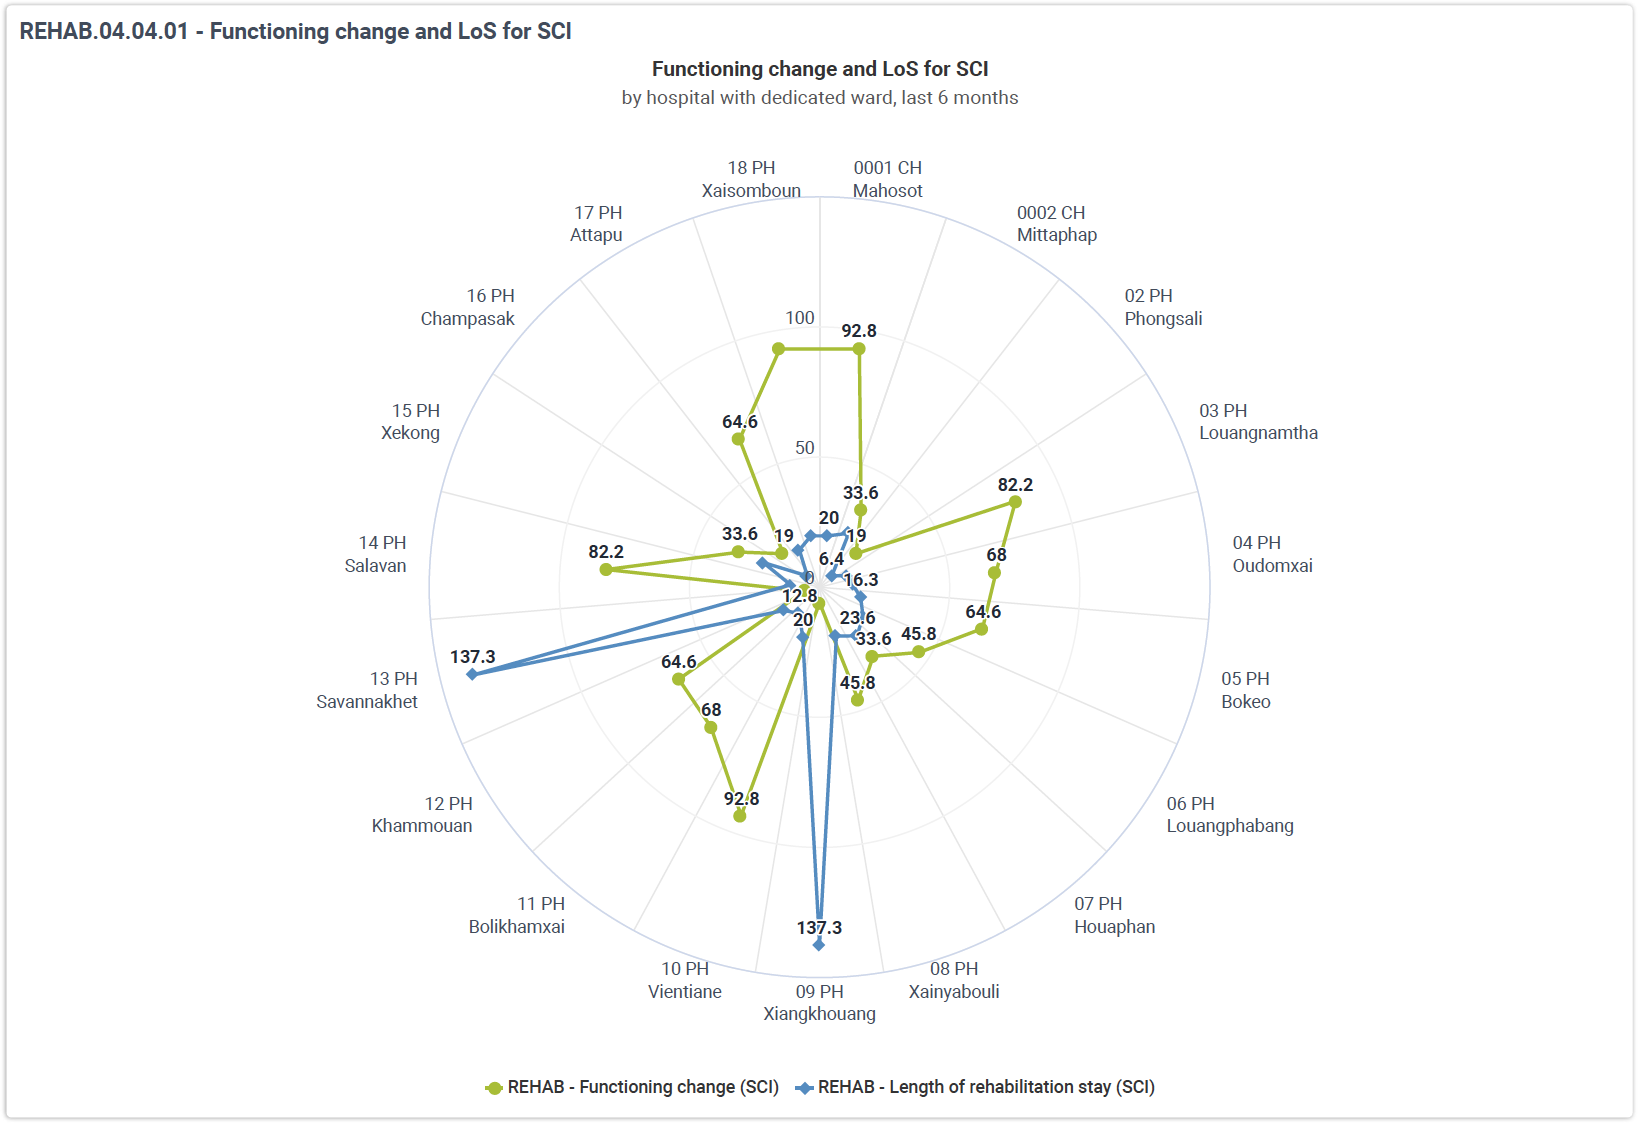 REHAB.04.04.01 - Functioning change and LoS for SCI
Functioning change and LoS for SCI
by hospital with dedicated ward, last 6 months
18 PH
Xaisomboun
0001 CH
Mahosot
17 PH
Attapu
0002 CH
Mittaphap
16 PH
Champasak
02 PH
Phongsali
100
92.8
15 PH
Xekong
03 PH
Louangnamtha
64.6
50
82.2
33.6
20
14 PH
Salavan
04 PH
Oudomxai
82.2
33.6
19
19
68
6.4
0
16.3
12.8
64.6
20
23.6
33.6
45.8
137.3
64.6
13 PH
Savannakhet
05 PH
Bokeo
45.8
68
92.8
12 PH
Khammouan
06 PH
Louangphabang
11 PH
Bolikhamxai
07 PH
Houaphan
137.3
10 PH
Vientiane
09 PH
Xiangkhouang
08 PH
Xainyabouli
REHAB - Functioning change (SCI)
REHAB - Length of rehabilitation stay (SCI)